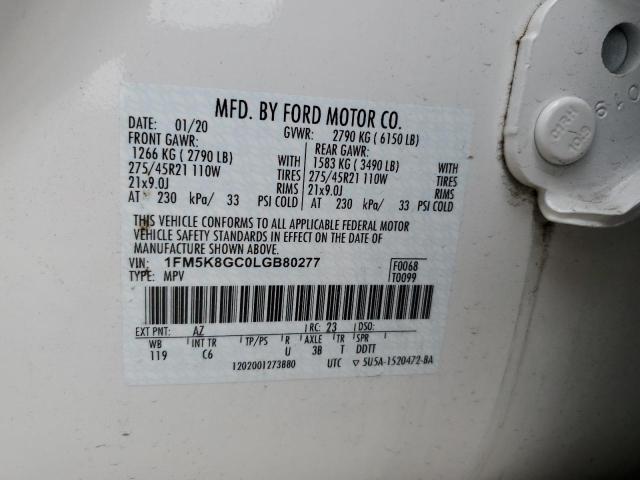 MFD. BY FORD MOTOR CO.
DATE: 01/20 GVWR: 2790 KG ( 6150 LB)
FRONT GAWR: REAR GAWR:
1266 KG ( 2790 LB) WITH 1583 KG ( 3490 LB) WITH
275/45R21 110W TIRES 275/45R21 110W TIRES
21x9.0J RIMS 21x9.0J RIMS
AT 230 kPa/ 33 PSI COLD AT 230 kPa/ 33 PSI COLD
THIS VEHICLE CONFORMS TO ALL APPLICABLE FEDERAL MOTOR
VEHICLE SAFETY STANDARDS IN EFFECT ON THE DATE OF
MANUFACTURE SHOWN ABOVE.
VIN: 1FM5K8GC0LGB80277 F0068
TYPE: MPV T0099
EXT PNT: AZ RC: 23 DSO:
WB INT TR TP/PS R AXLE TR SPR
119 C6 U 3B T DDTT
1202001273880 UTC ▽ 5U5A-1520472-BA